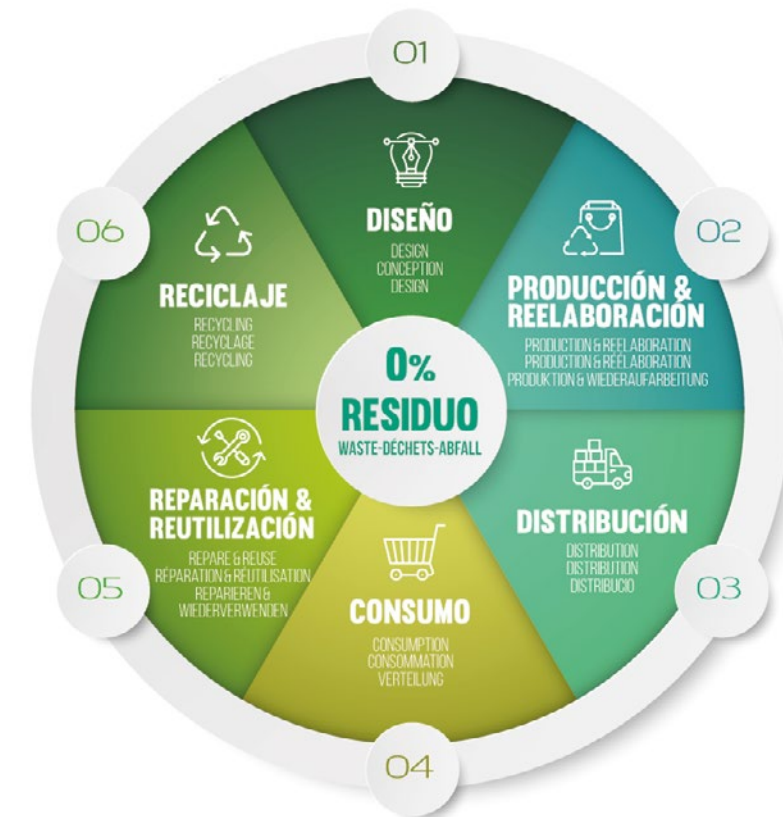 01
DISEÑO
DESIGN
CONCEPTION
DESIGN
02
PRODUCCIÓN &
REELABORACIÓN
PRODUCTION & REELABORATION
PRODUCTION & RÉÉLABORATION
PRODUKTION & WIEDERAUFARBEITUNG
03
DISTRIBUCIÓN
DISTRIBUTION
DISTRIBUTION
DISTRIBUCIO
04
CONSUMO
CONSUMPTION
CONSOMMATION
VERTEILUNG
05
REPARACIÓN &
REUTILIZACIÓN
REPARE & REUSE
RÉPARATION & RÉUTILISATION
REPARIEREN &
WIEDERVERWENDEN
06
RECICLAJE
RECYCLING
RECYCLAGE
RECYCLING
0%
RESIDUO
WASTE-DÉCHETS-ABFALL